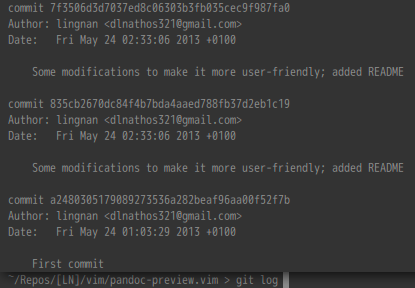 commit 7f3506d3d7037ed8c06303b3fb035cec9f987fa0
Author: lingnan <dlnathos321@gmail.com>
Date:   Fri May 24 02:33:06 2013 +0100
Some modifications to make it more user-friendly; added README
commit 835cb2670dc84f4b7bda4aaed788fb37d2eb1c19
Author: lingnan <dlnathos321@gmail.com>
Date:   Fri May 24 02:33:06 2013 +0100
Some modifications to make it more user-friendly; added README
commit a2480305179089273536a282beaf96aa00f52f7b
Author: lingnan <dlnathos321@gmail.com>
Date:   Fri May 24 01:03:29 2013 +0100
First commit
~/Repos/[LN]/vim/pandoc-preview.vim > git log